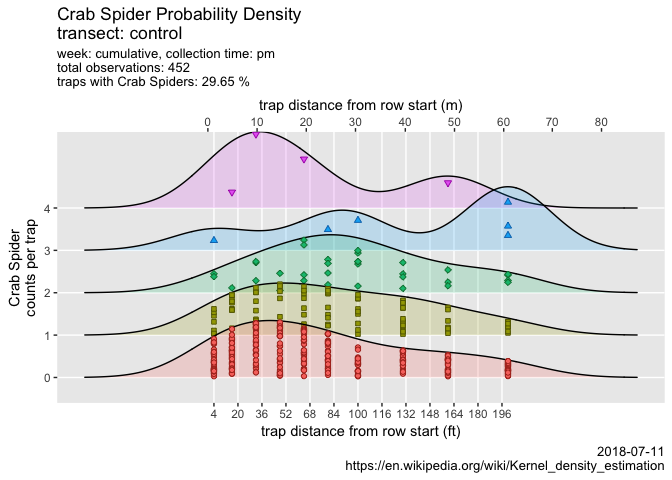 Crab Spider Probability Density
transect: control
week: cumulative, collection time: pm
total observations: 452
traps with Crab Spiders: 29.65 %
trap distance from row start (m)
0 10 20 30 40 50 60 70 80
Crab Spider
counts per trap
4
3
2
1
0
4 20 36 52 68 84 100 116 132 148 164 180 196
trap distance from row start (ft)
2018-07-11
https://en.wikipedia.org/wiki/Kernel_density_estimation